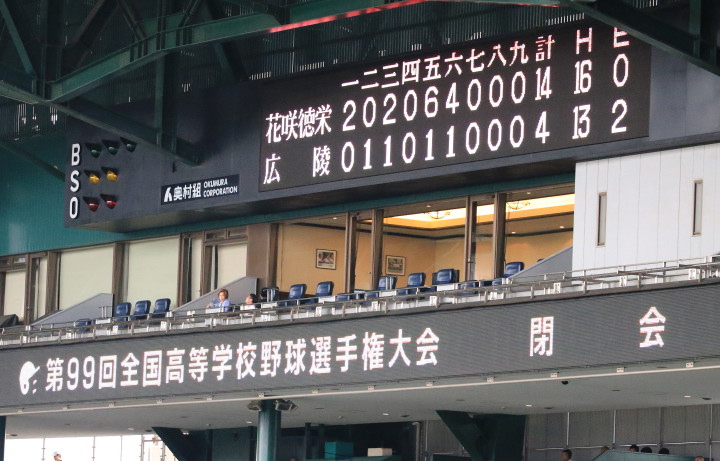 一二三四五六七八九計HE
花咲徳栄 2 0 2 0 6 4 0 0 0 14 16 0
広陵 0 1 1 0 1 1 0 0 0 4 13 2
B
S
O
奥村組 OKUMURA CORPORATION
第99回全国高等学校野球選手権大会 閉会